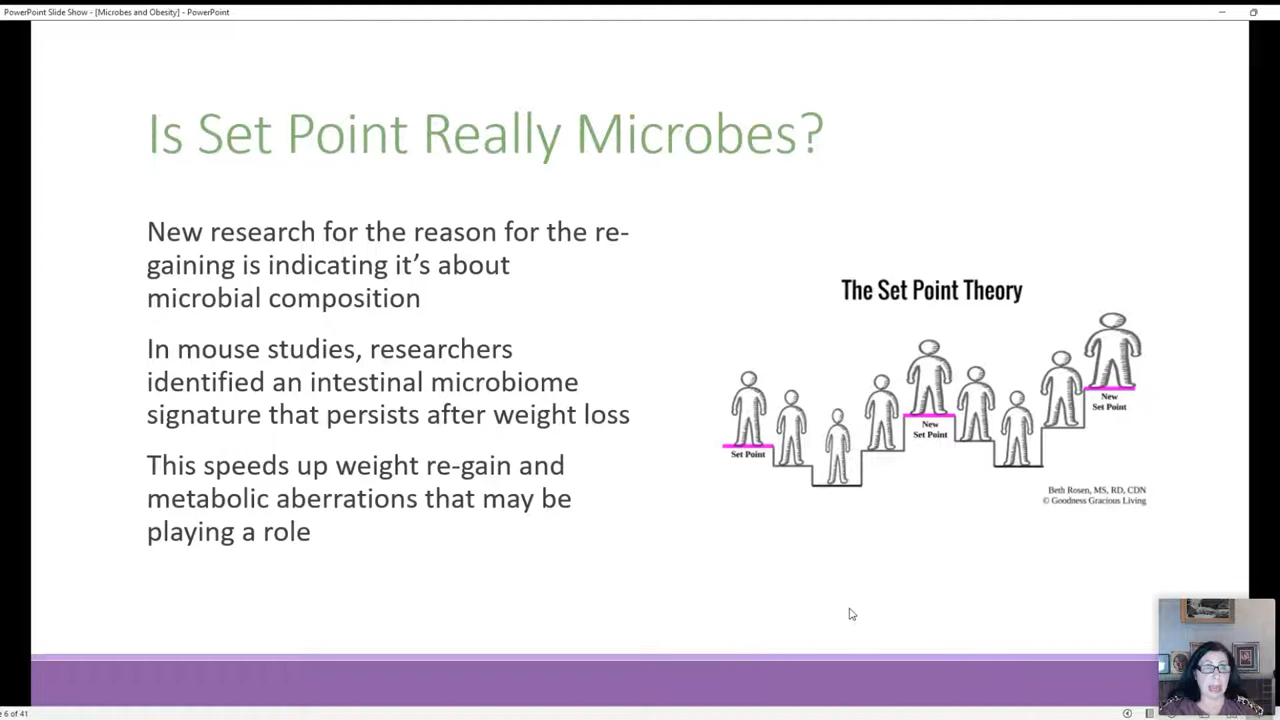 PowerPoint Slide Show - [Microbes and Obesity] - PowerPoint
Is Set Point Really Microbes?
New research for the reason for the re-
gaining is indicating it's about
microbial composition
In mouse studies, researchers
identified an intestinal microbiome
signature that persists after weight loss
This speeds up weight re-gain and
metabolic aberrations that may be
playing a role
The Set Point Theory
Set Point
New
Set Point
New
Set Point
Beth Rosen, MS, RD, CDN
© Goodness Gracious Living
6 of 41